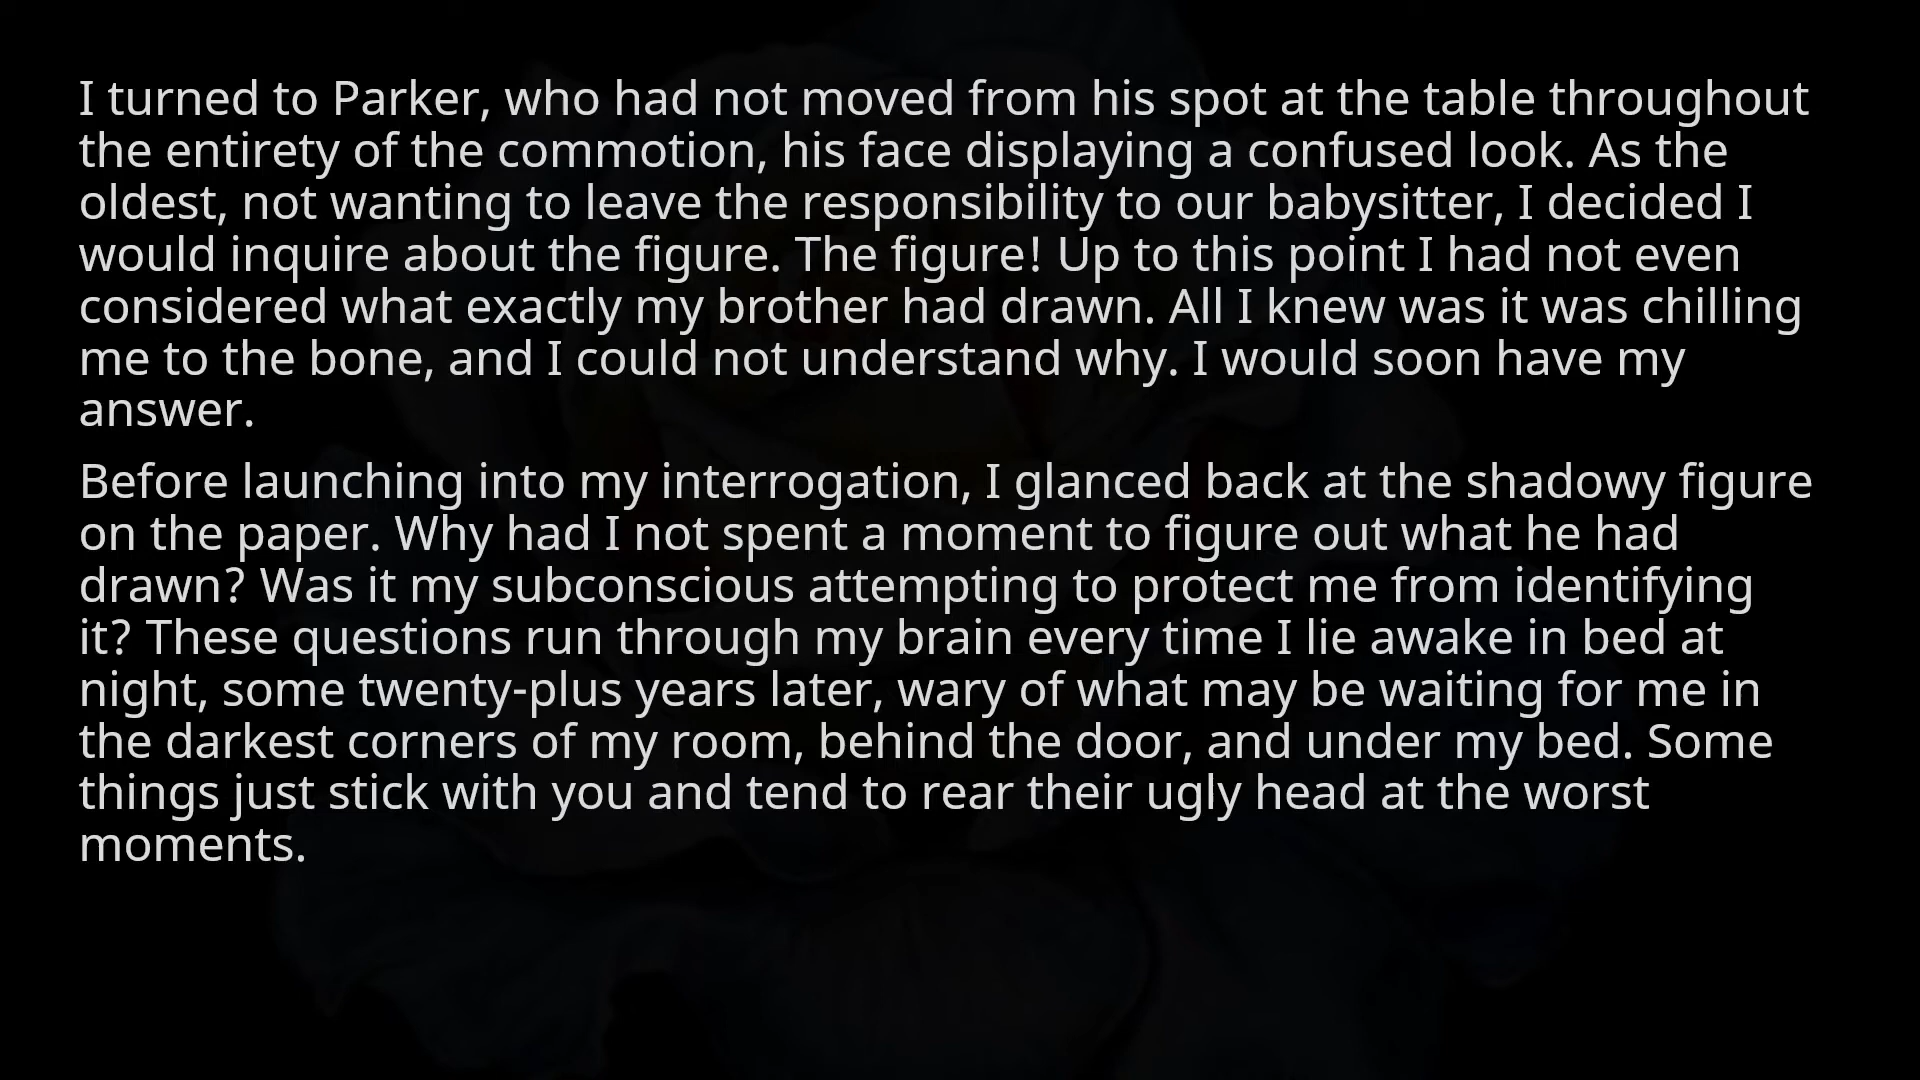 I turned to Parker, who had not moved from his spot at the table throughout
the entirety of the commotion, his face displaying a confused look. As the
oldest, not wanting to leave the responsibility to our babysitter, I decided I
would inquire about the figure. The figure! Up to this point I had not even
considered what exactly my brother had drawn. All I knew was it was chilling
me to the bone, and I could not understand why. I would soon have my
answer.
Before launching into my interrogation, I glanced back at the shadowy figure
on the paper. Why had I not spent a moment to figure out what he had
drawn? Was it my subconscious attempting to protect me from identifying
it? These questions run through my brain every time I lie awake in bed at
night, some twenty-plus years later, wary of what may be waiting for me in
the darkest corners of my room, behind the door, and under my bed. Some
things just stick with you and tend to rear their ugly head at the worst
moments.